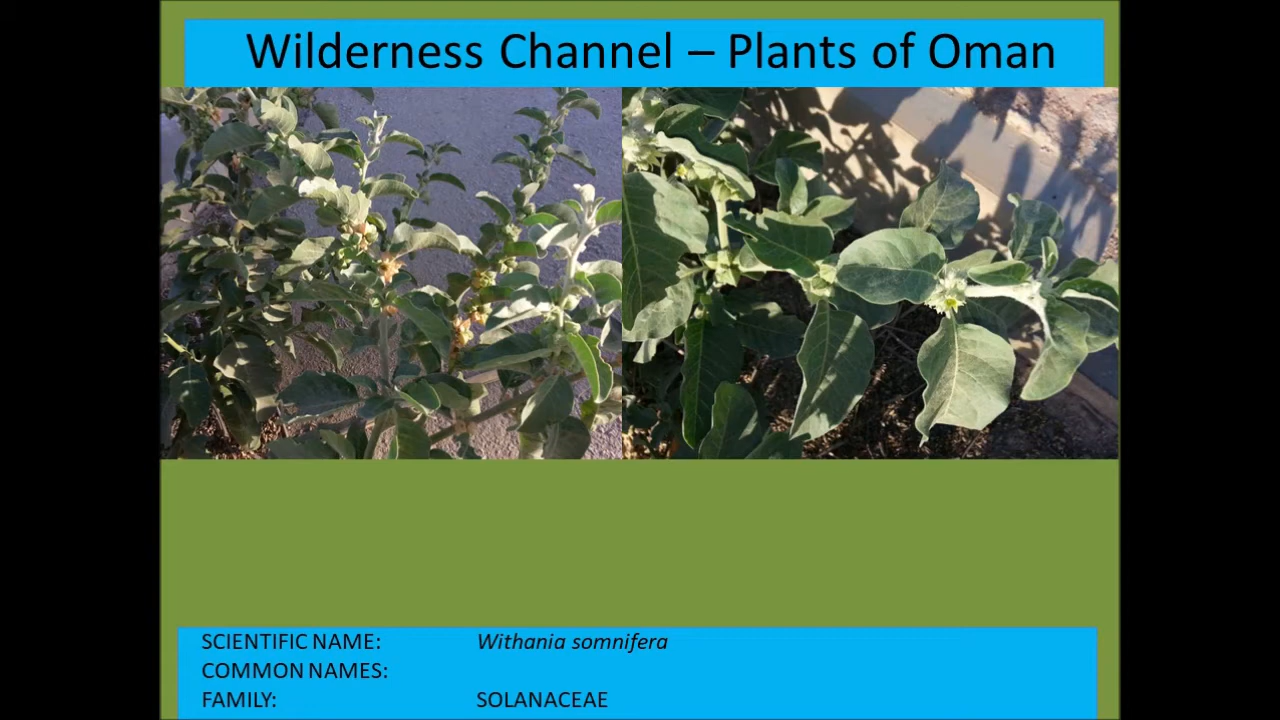 Wilderness Channel – Plants of Oman
SCIENTIFIC NAME: Withania somnifera
COMMON NAMES:
FAMILY: SOLANACEAE